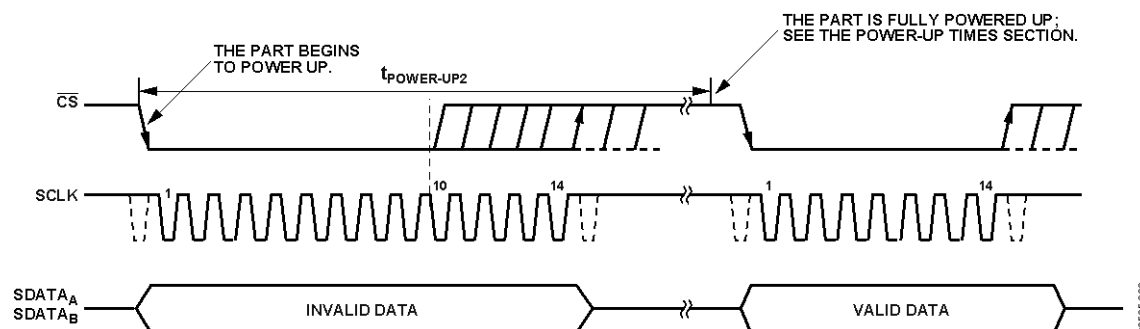 THE PART IS FULLY POWERED UP;
SEE THE POWER-UP TIMES SECTION.
THE PART BEGINS
TO POWER UP.
tPOWER-UP2
CS
SCLK
1
10
14
1
14
SDATAA
SDATAB
INVALID DATA
VALID DATA